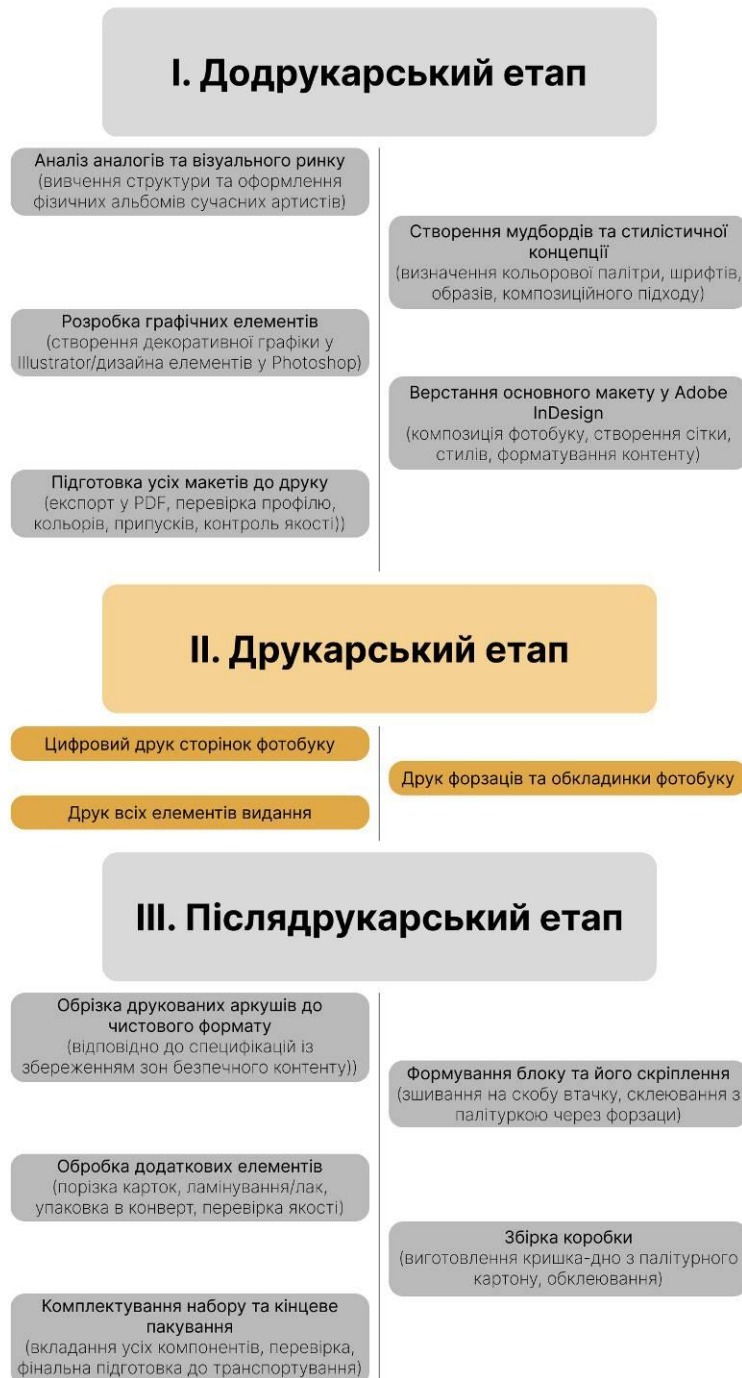 I. Додрукарський етап
Аналіз аналогів та візуального ринку
(вивчення структури та оформлення
фізичних альбомів сучасних артистів)
Створення мудбордів та стилістичної
концепції
(визначення кольорової палітри, шрифтів,
образів, композиційного підходу)
Розробка графічних елементів
(створення декоративної графіки у
Illustrator/дизайна елементів у Photoshop)
Верстання основного макету у Adobe
InDesign
(композиція фотобуку, створення сітки,
стилів, форматування контенту)
Підготовка усіх макетів до друку
(експорт у PDF, перевірка профілю,
кольорів, припусків, контроль якості))
II. Друкарський етап
Цифровий друк сторінок фотобуку
Друк форзаців та обкладинки фотобуку
Друк всіх елементів видання
III. Післядрукарський етап
Обрізка друкованих аркушів до
чистового формату
(відповідно до специфікацій із
збереженням зон безпечного контенту))
Формування блоку та його скріплення
(зшивання на скобу втачку, склеювання з
палітуркою через форзаци)
Обробка додаткових елементів
(порізка карток, ламінування/лак,
упаковка в конверт, перевірка якості)
Збірка коробки
(виготовлення кришка-дно з палітурного
картону, обклеювання)
Комплектування набору та кінцеве
пакування
(вкладання усіх компонентів, перевірка,
фінальна підготовка до транспортування)